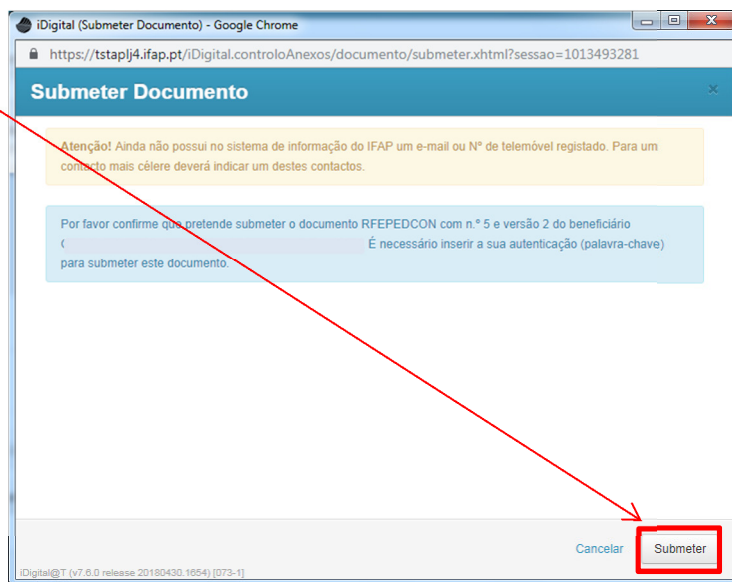 iDigital (Submeter Documento) - Google Chrome
https://tstaplj4.ifap.pt/iDigital.controloAnexos/documento/submeter.xhtml?sessao=1013493281
Submeter Documento
×
Atenção! Ainda não possui no sistema de informação do IFAP um e-mail ou Nº de telemóvel registado. Para um
contacto mais célere deverá indicar um destes contactos.
Por favor confirme que pretende submeter o documento RFEPEDCON com n.º 5 e versão 2 do beneficiário
É necessário inserir a sua autenticação (palavra-chave)
para submeter este documento.
Cancelar Submeter
iDigital@T (v7.6.0 release 20180430.1654) [073-1]